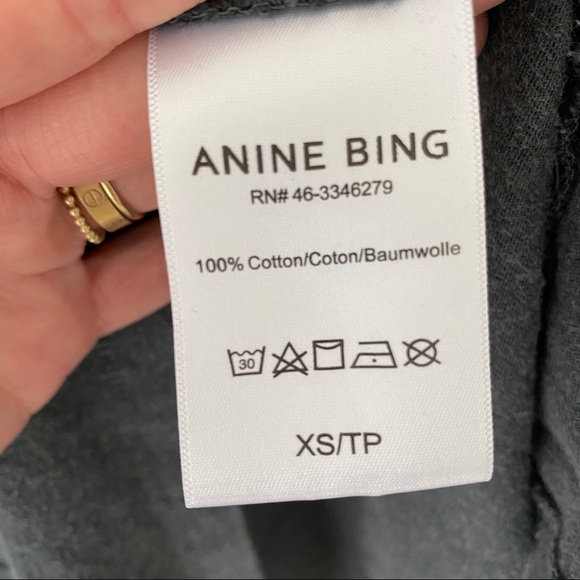 ANINE BING
RN# 46-3346279
100% Cotton/Coton/Baumwolle
30
XS/TP